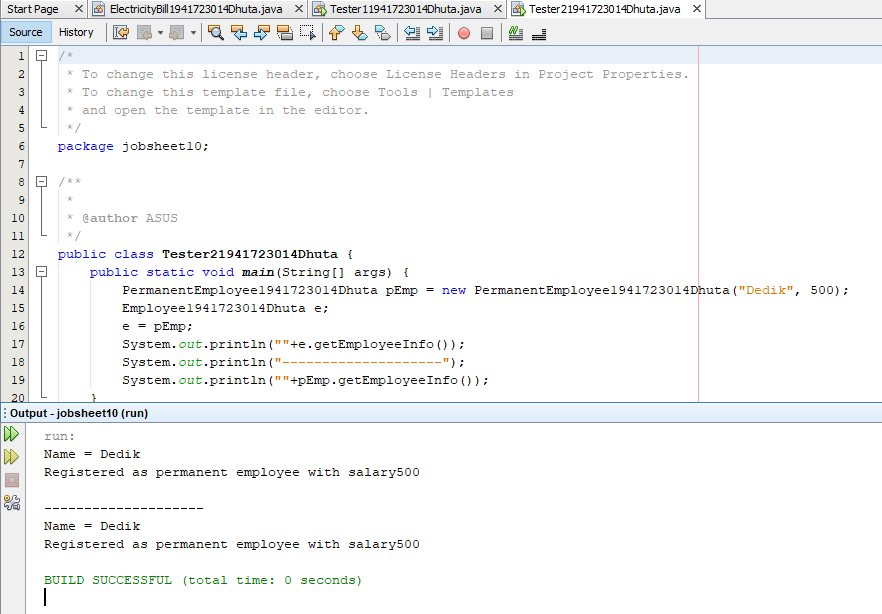 Start Page ElectricityBill1941723014Dhuta.java Tester11941723014Dhuta.java Tester21941723014Dhuta.java
Source History
1 /*
2 * To change this license header, choose License Headers in Project Properties.
3 * To change this template file, choose Tools | Templates
4 * and open the template in the editor.
5 */
6 package jobsheet10;
7
8 /**
9 *
10 * @author ASUS
11 */
12 public class Tester21941723014Dhuta {
13 public static void main(String[] args) {
14 PermanentEmployee1941723014Dhuta pEmp = new PermanentEmployee1941723014Dhuta("Dedik", 500);
15 Employee1941723014Dhuta e;
16 e = pEmp;
17 System.out.println(""+e.getEmployeeInfo());
18 System.out.println("--------------------");
19 System.out.println(""+pEmp.getEmployeeInfo());
20 }
Output - jobsheet10 (run)
run:
Name = Dedik
Registered as permanent employee with salary500
--------------------
Name = Dedik
Registered as permanent employee with salary500
BUILD SUCCESSFUL (total time: 0 seconds)